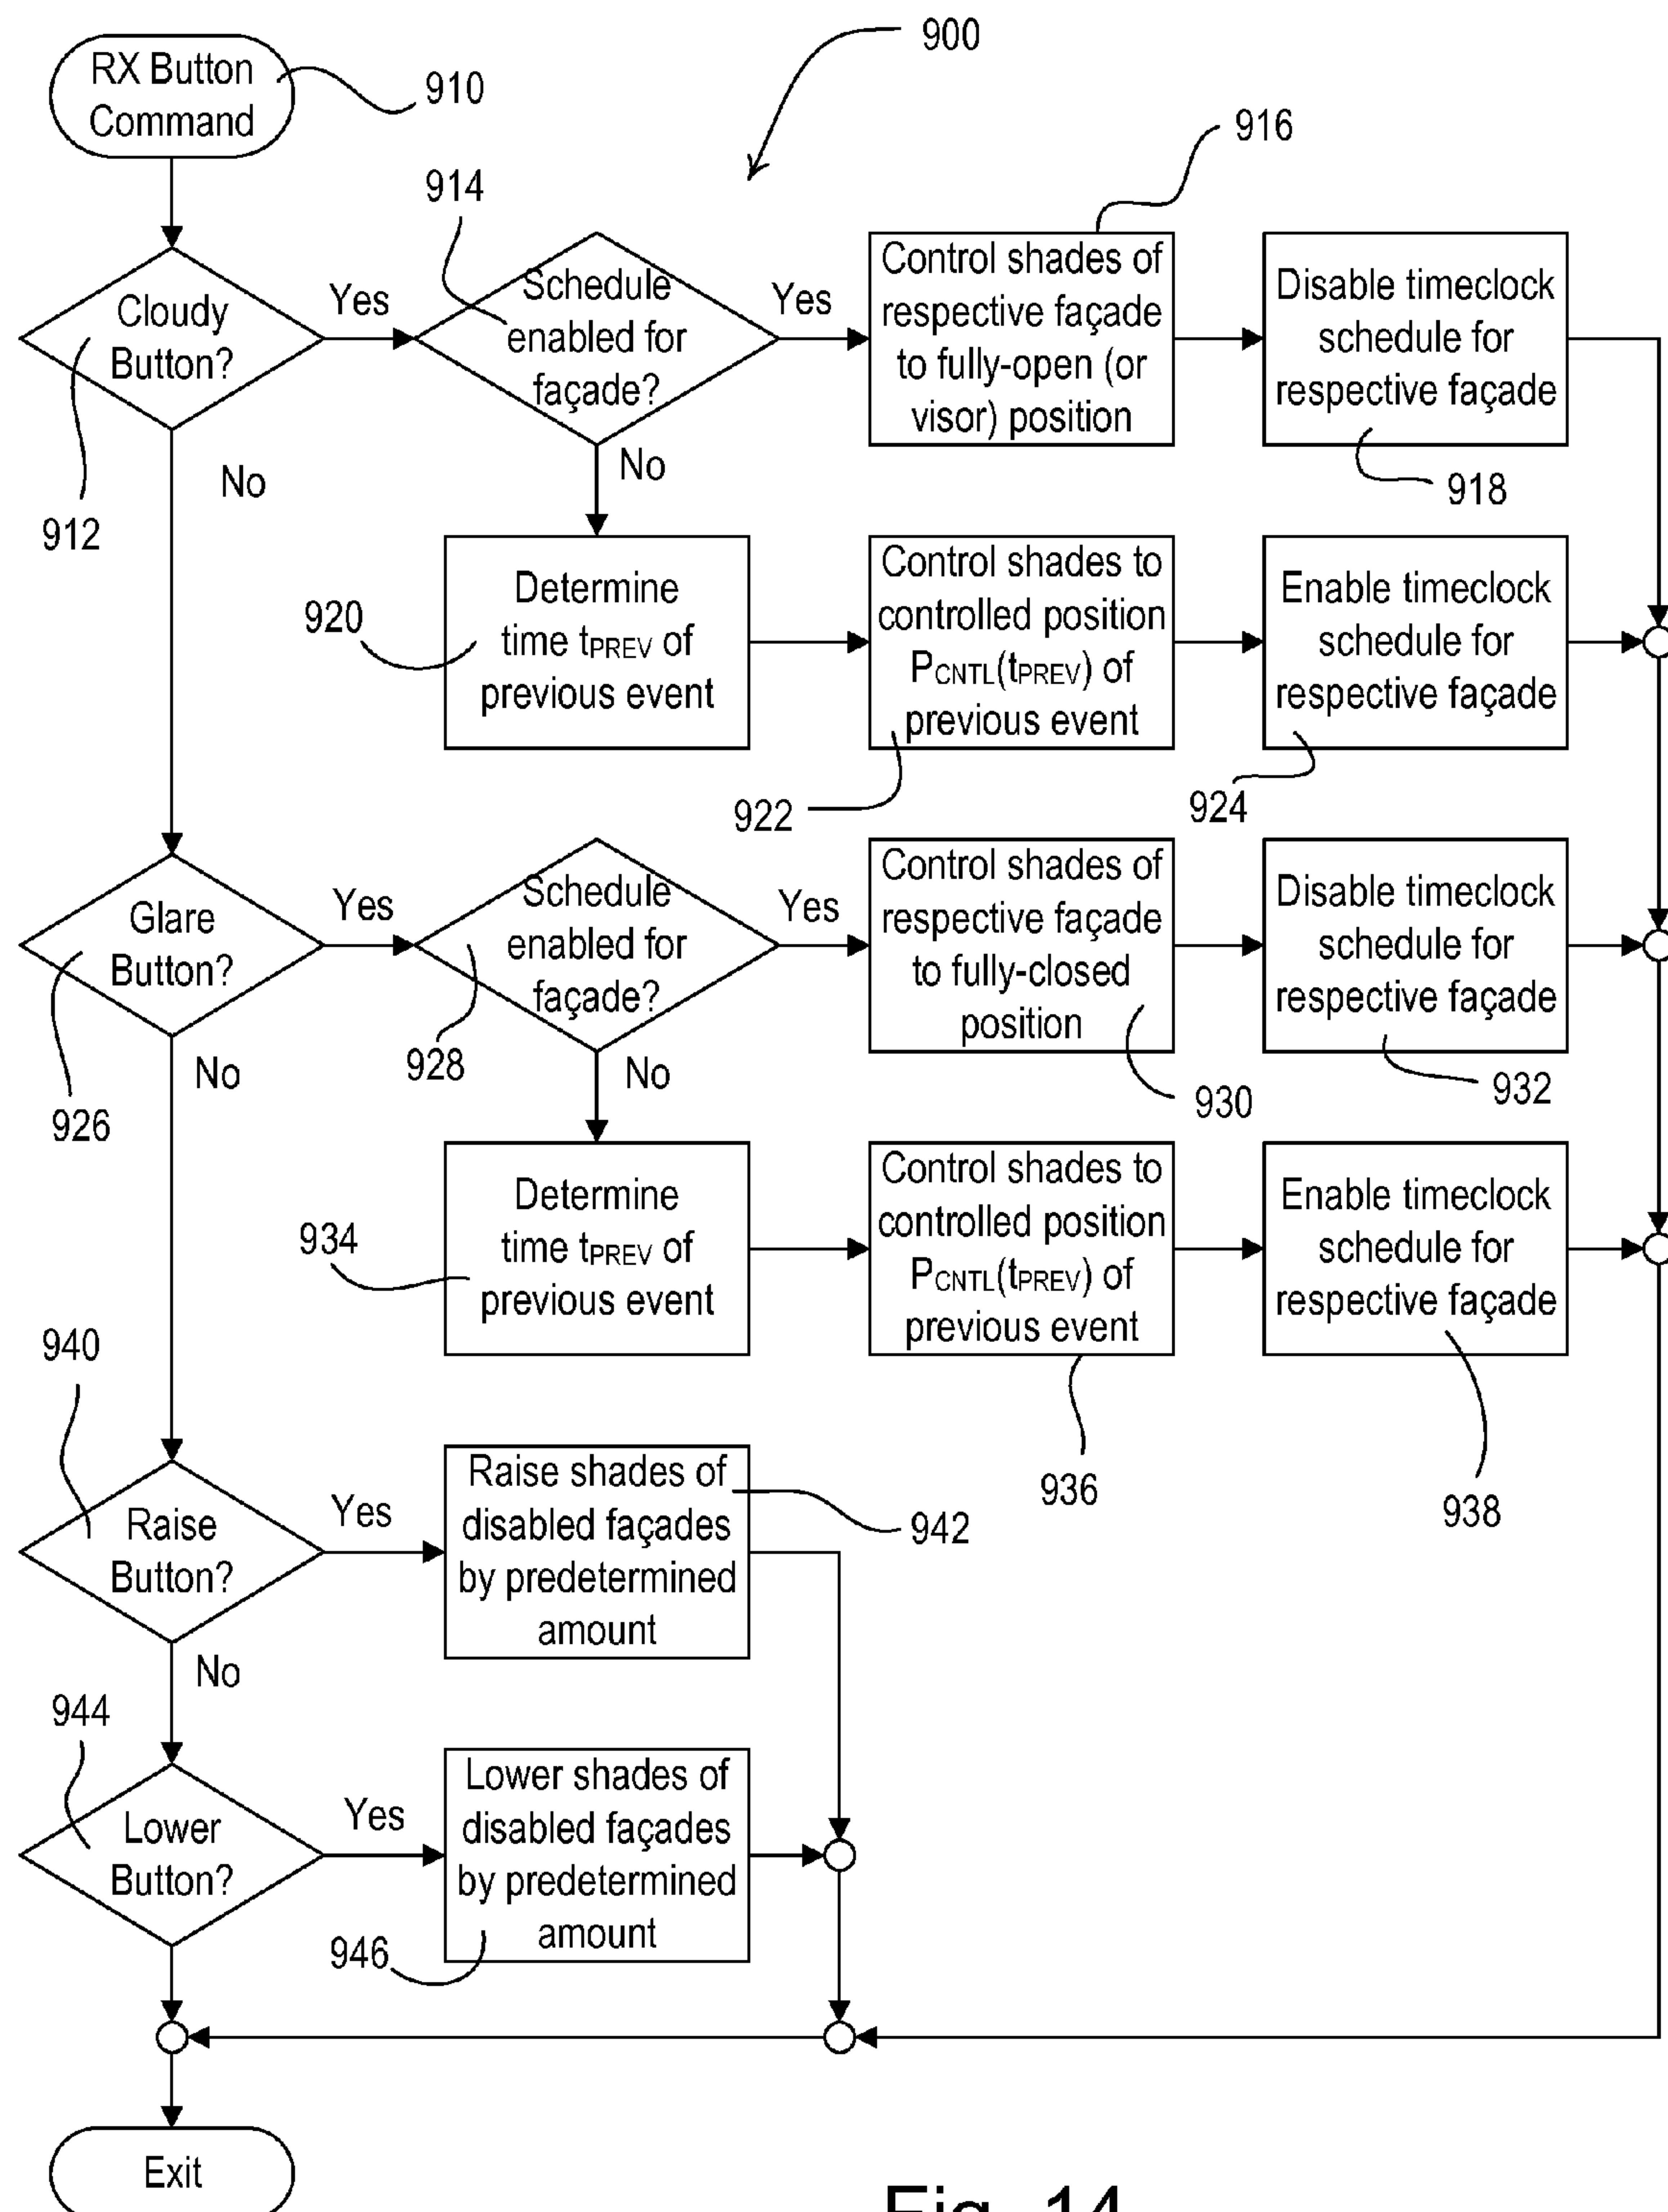 900
RX Button
Command
910
916
914
Cloudy
Button?
Yes
Schedule
enabled for
façade?
Yes
Control shades of
respective façade
to fully-open (or
visor) position
Disable timeclock
schedule for
respective façade
No
No
912
918
920
Determine
time tPREV of
previous event
Control shades to
controlled position
PCNTL(tPREV) of
previous event
Enable timeclock
schedule for
respective façade
922
924
Glare
Button?
Yes
Schedule
enabled for
façade?
Yes
Control shades of
respective façade
to fully-closed
position
Disable timeclock
schedule for
respective façade
926
No
928
No
930
932
934
Determine
time tPREV of
previous event
Control shades to
controlled position
PCNTL(tPREV) of
previous event
Enable timeclock
schedule for
respective façade
940
936
938
Raise
Button?
Yes
Raise shades of
disabled façades
by predetermined
amount
942
No
944
Lower
Button?
Yes
Lower shades of
disabled façades
by predetermined
amount
946
Exit
Fig. 14